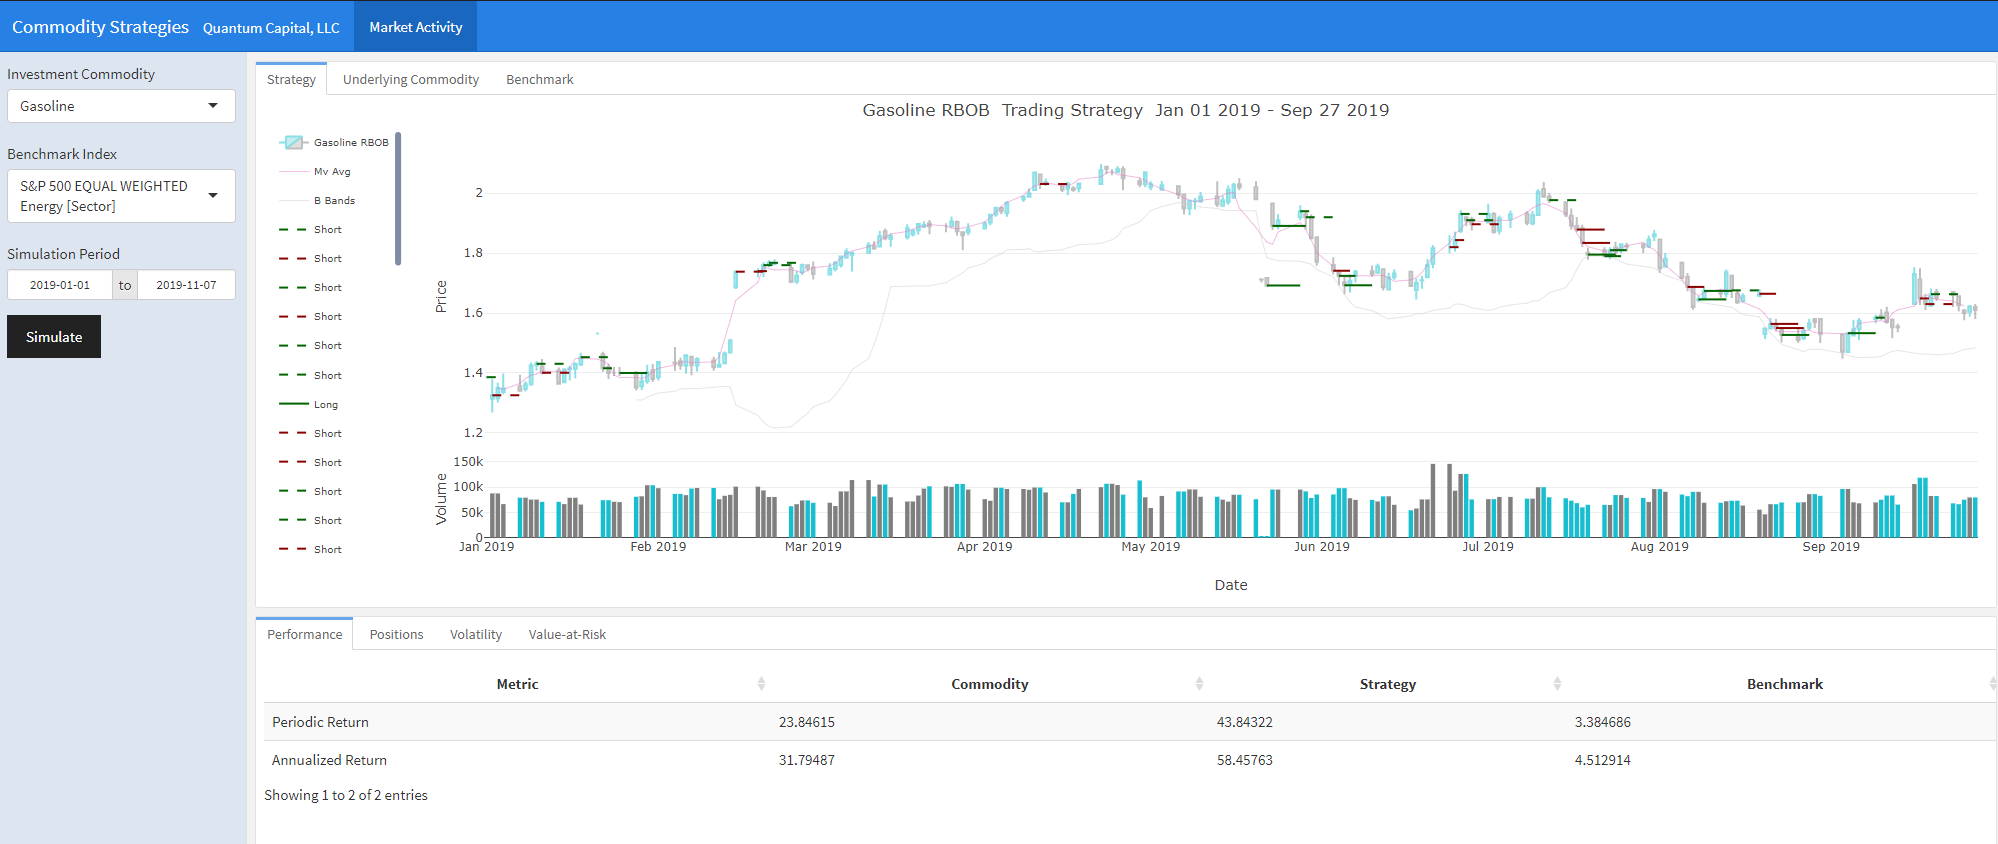 Commodity Strategies Quantum Capital, LLC Market Activity
Investment Commodity
Gasoline
Benchmark Index
S&P 500 EQUAL WEIGHTED
Energy [Sector]
Simulation Period
2019-01-01 to 2019-11-07
Simulate
Strategy Underlying Commodity Benchmark
Gasoline RBOB Trading Strategy Jan 01 2019 - Sep 27 2019
Gasoline RBOB
Mv Avg
B Bands
Short
Short
Short
Short
Short
Short
Long
Short
Short
Short
Short
Short
Price
2
1.8
1.6
1.4
1.2
Volume
150k
100k
50k
0
Jan 2019 Feb 2019 Mar 2019 Apr 2019 May 2019 Jun 2019 Jul 2019 Aug 2019 Sep 2019
Date
Performance Positions Volatility Value-at-Risk
Metric Commodity Strategy Benchmark
Periodic Return 23.84615 43.84322 3.384686
Annualized Return 31.79487 58.45763 4.512914
Showing 1 to 2 of 2 entries